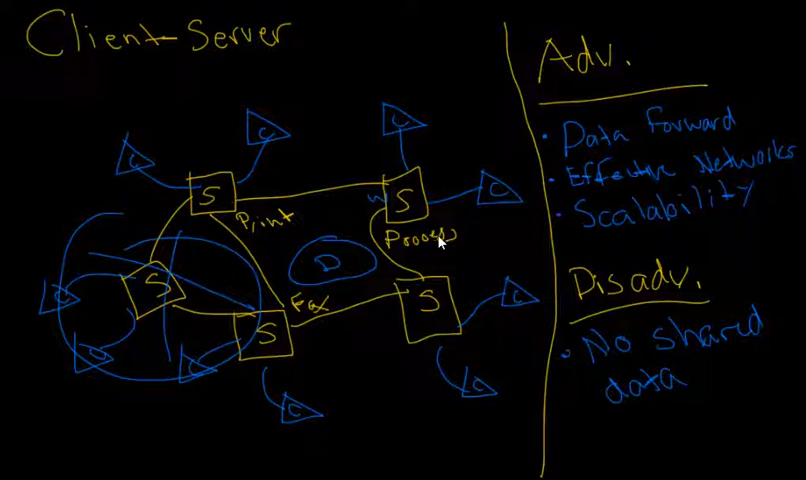 Client-Server
Adv.
• Data forward
• Effective Networks
• Scalability
Disadv.
• No shared
data
C
C
C
C
S
Print
S
Process
D
S
Fax
S
S
C
C
C
C
C
C